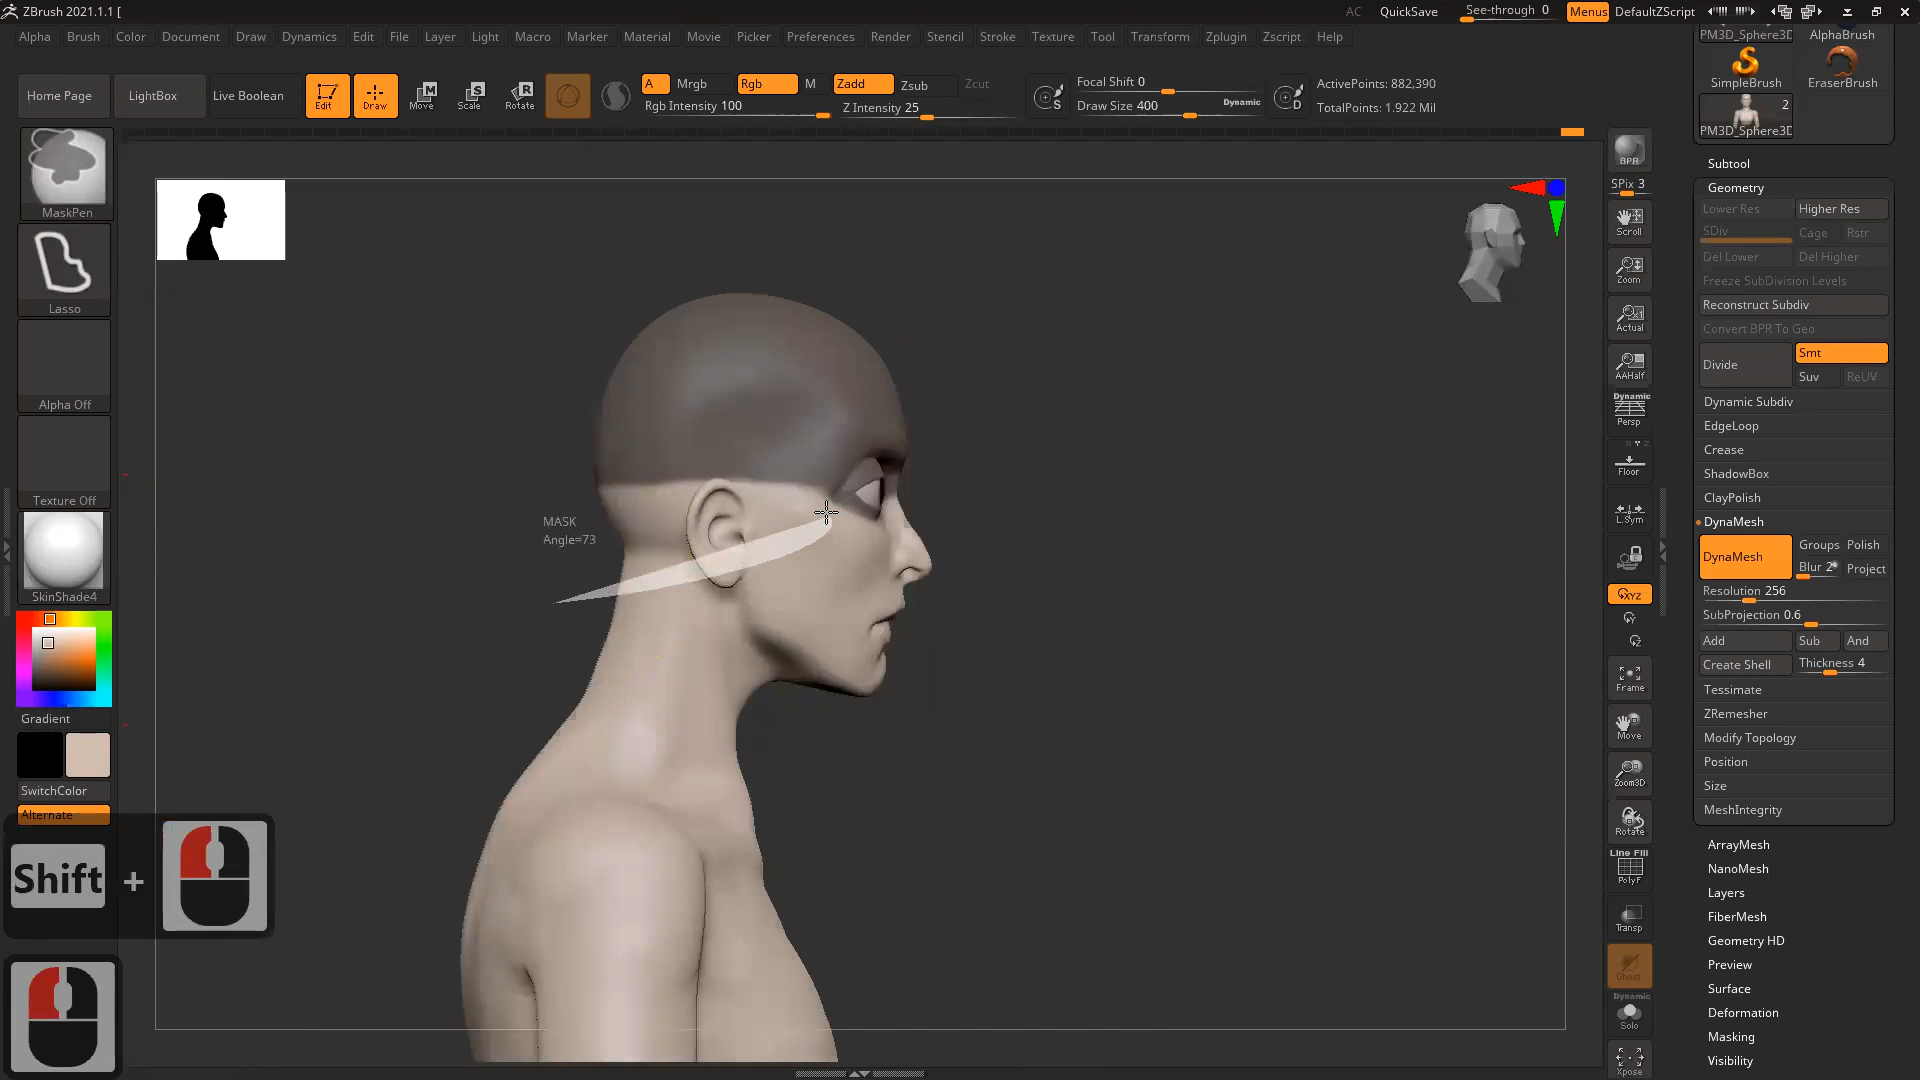 ZBrush 2021.1.1 [
AC QuickSave See-through 0 Menus DefaultZScript
Alpha Brush Color Document Draw Dynamics Edit File Layer Light Macro Marker Material Movie Picker Preferences Render Stencil Stroke Texture Tool Transform Zplugin Zscript Help
Home Page LightBox Live Boolean Edit Draw Move Scale Rotate
A Mrgb Rgb M Zadd Zsub Zcut
Rgb Intensity 100 Z Intensity 25
Focal Shift 0
Draw Size 400 Dynamic
ActivePoints: 882,390
TotalPoints: 1.922 Mil
MaskPen
Lasso
Alpha Off
Texture Off
SkinShade4
Gradient
SwitchColor
Alternate
Shift +
MASK
Angle=73
BPR
SPix 3
Scroll
Zoom
Actual
AAHalf
Dynamic
Persp
Floor
L.Sym
XYZ
Frame
Move
Zoom3D
Rotate
Line Fill
PolyF
Transp
Ghost
Dynamic
Solo
Xpose
PM3D_Sphere3D AlphaBrush
SimpleBrush EraserBrush
2
PM3D_Sphere3D
Subtool
Geometry
Lower Res Higher Res
SDiv Cage Rstr
Del Lower Del Higher
Freeze SubDivision Levels
Reconstruct Subdiv
Convert BPR To Geo
Divide Smt
Suv ReUV
Dynamic Subdiv
EdgeLoop
Crease
ShadowBox
ClayPolish
DynaMesh
DynaMesh Groups Polish
Blur 2 Project
Resolution 256
SubProjection 0.6
Add Sub And
Create Shell Thickness 4
Tessimate
ZRemesher
Modify Topology
Position
Size
MeshIntegrity
ArrayMesh
NanoMesh
Layers
FiberMesh
Geometry HD
Preview
Surface
Deformation
Masking
Visibility